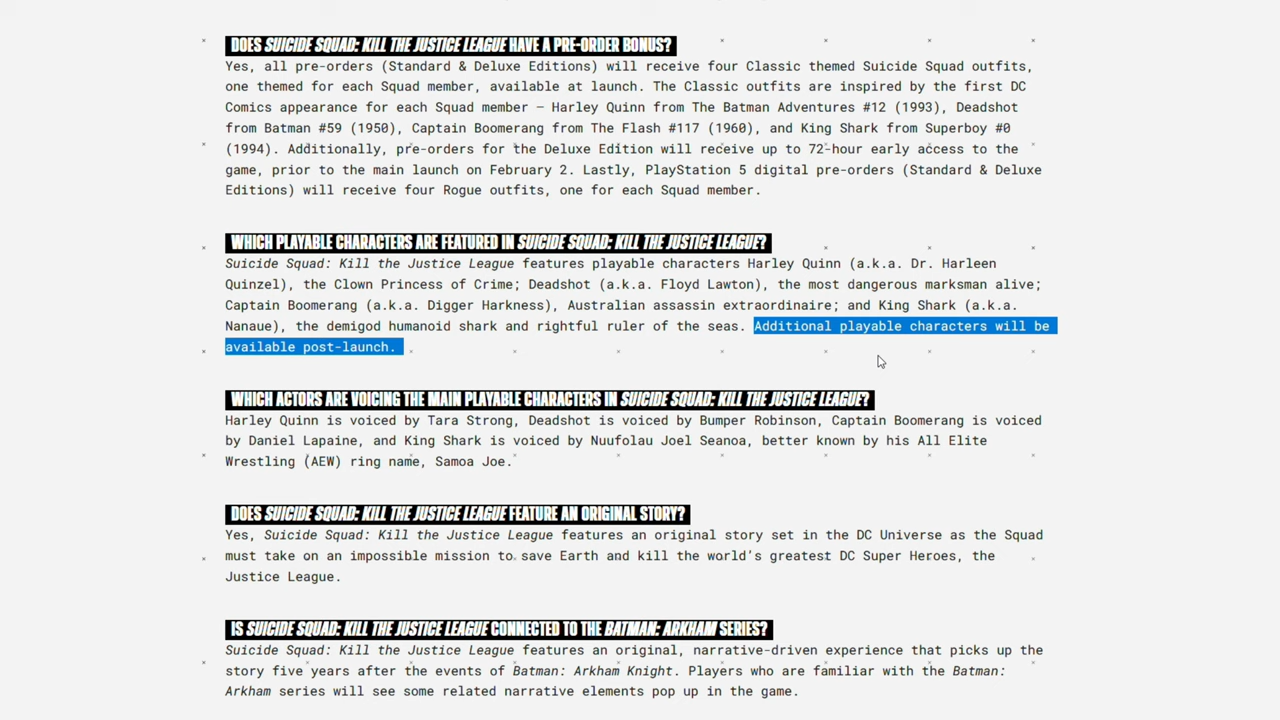 DOES SUICIDE SQUAD: KILL THE JUSTICE LEAGUE HAVE A PRE-ORDER BONUS?
Yes, all pre-orders (Standard & Deluxe Editions) will receive four Classic themed Suicide Squad outfits,
one themed for each Squad member, available at launch. The Classic outfits are inspired by the first DC
Comics appearance for each Squad member — Harley Quinn from The Batman Adventures #12 (1993), Deadshot
from Batman #59 (1950), Captain Boomerang from The Flash #117 (1960), and King Shark from Superboy #0
(1994). Additionally, pre-orders for the Deluxe Edition will receive up to 72-hour early access to the
game, prior to the main launch on February 2. Lastly, PlayStation 5 digital pre-orders (Standard & Deluxe
Editions) will receive four Rogue outfits, one for each Squad member.
WHICH PLAYABLE CHARACTERS ARE FEATURED IN SUICIDE SQUAD: KILL THE JUSTICE LEAGUE?
Suicide Squad: Kill the Justice League features playable characters Harley Quinn (a.k.a. Dr. Harleen
Quinzel), the Clown Princess of Crime; Deadshot (a.k.a. Floyd Lawton), the most dangerous marksman alive;
Captain Boomerang (a.k.a. Digger Harkness), Australian assassin extraordinaire; and King Shark (a.k.a.
Nanaue), the demigod humanoid shark and rightful ruler of the seas. Additional playable characters will be
available post-launch.
WHICH ACTORS ARE VOICING THE MAIN PLAYABLE CHARACTERS IN SUICIDE SQUAD: KILL THE JUSTICE LEAGUE?
Harley Quinn is voiced by Tara Strong, Deadshot is voiced by Bumper Robinson, Captain Boomerang is voiced
by Daniel Lapaine, and King Shark is voiced by Nuufolau Joel Seanoa, better known by his All Elite
Wrestling (AEW) ring name, Samoa Joe.
DOES SUICIDE SQUAD: KILL THE JUSTICE LEAGUE FEATURE AN ORIGINAL STORY?
Yes, Suicide Squad: Kill the Justice League features an original story set in the DC Universe as the Squad
must take on an impossible mission to save Earth and kill the world's greatest DC Super Heroes, the
Justice League.
IS SUICIDE SQUAD: KILL THE JUSTICE LEAGUE CONNECTED TO THE BATMAN: ARKHAM SERIES?
Suicide Squad: Kill the Justice League features an original, narrative-driven experience that picks up the
story five years after the events of Batman: Arkham Knight. Players who are familiar with the Batman:
Arkham series will see some related narrative elements pop up in the game.